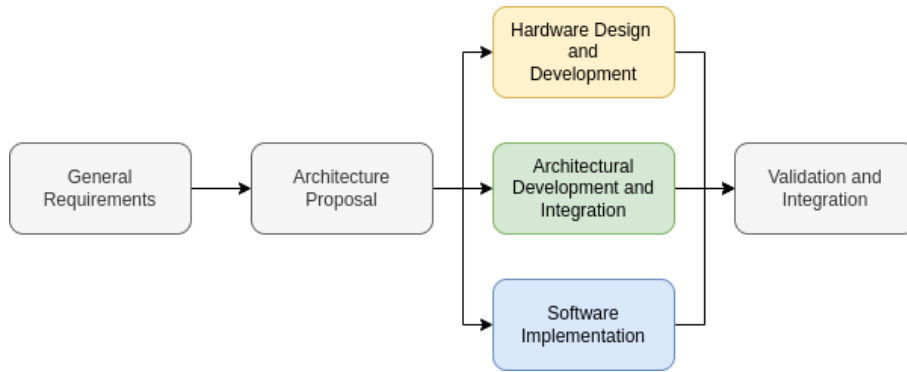 General
Requirements
Architecture
Proposal
Hardware Design
and
Development
Architectural
Development and
Integration
Software
Implementation
Validation and
Integration